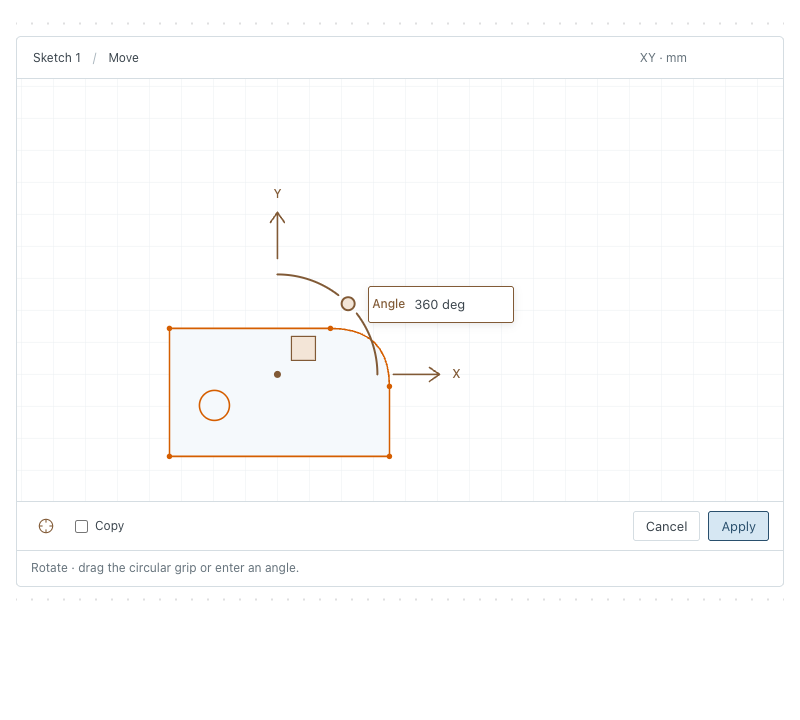 Sketch 1 / Move
XY · mm
Y
Angle 360 deg
X
Copy
Cancel
Apply
Rotate · drag the circular grip or enter an angle.